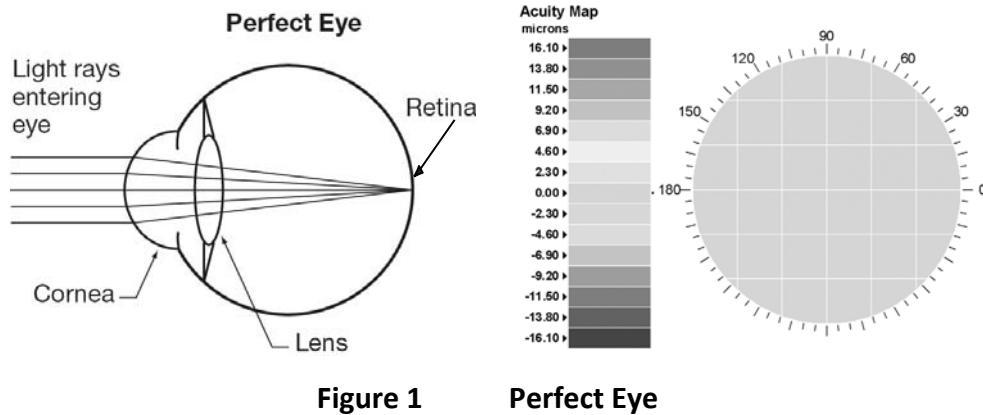 Perfect Eye
Light rays
entering
eye
Retina
Cornea
Lens
Acuity Map
microns
16.10
13.80
11.50
9.20
6.90
4.60
2.30
0.00
-2.30
-4.60
-6.90
-9.20
-11.50
-13.80
-16.10
90
120
60
150
30
180
0
Figure 1 Perfect Eye